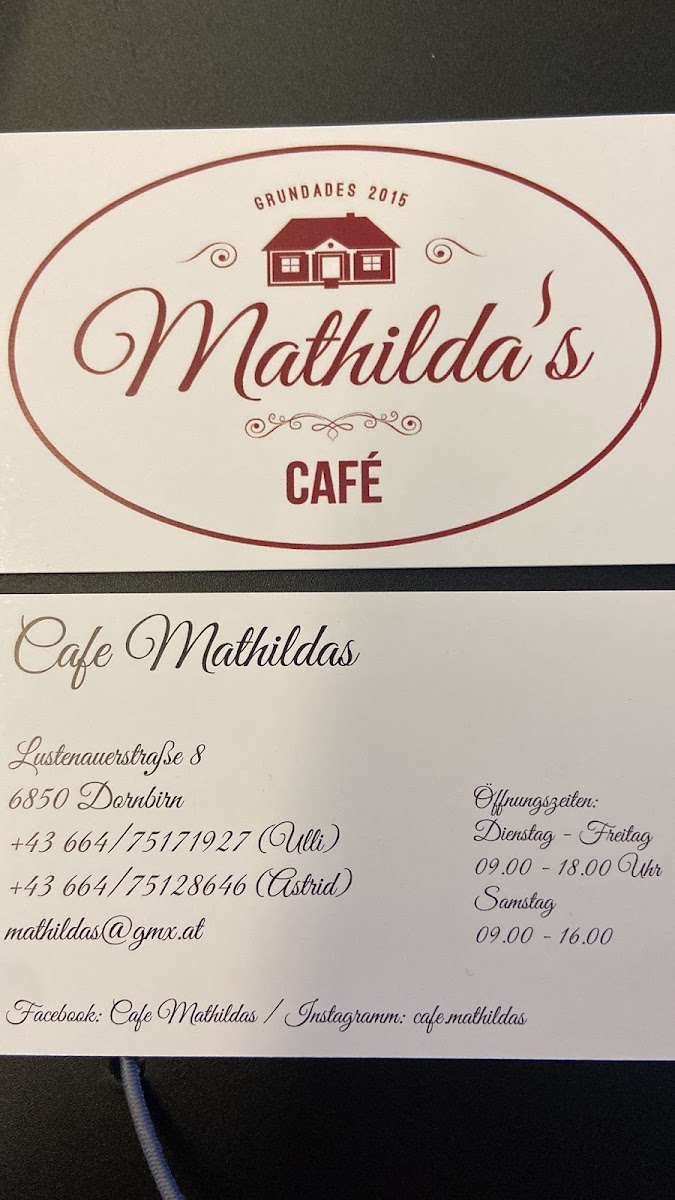 GRUNDADES 2015
Mathilda's
CAFÉ
Cafe Mathildas
Lustenauerstraße 8
6850 Dornbirn
+43 664/75171927 (Ulli)
+43 664/75128646 (Astrid)
mathildas@gmx.at
Öffnungszeiten:
Dienstag - Freitag
09.00 - 18.00 Uhr
Samstag
09.00 - 16.00
Facebook: Cafe Mathildas / Instagramm: cafe.mathildas